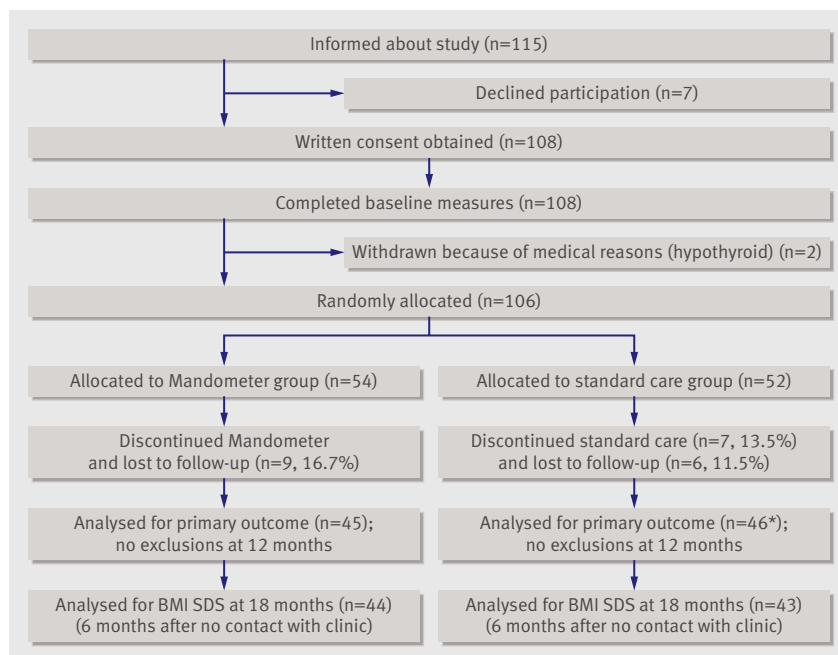 Informed about study (n=115)
Declined participation (n=7)
Written consent obtained (n=108)
Completed baseline measures (n=108)
Withdrawn because of medical reasons (hypothyroid) (n=2)
Randomly allocated (n=106)
Allocated to Mandometer group (n=54)
Allocated to standard care group (n=52)
Discontinued Mandometer
and lost to follow-up (n=9, 16.7%)
Discontinued standard care (n=7, 13.5%)
and lost to follow-up (n=6, 11.5%)
Analysed for primary outcome (n=45);
no exclusions at 12 months
Analysed for primary outcome (n=46*);
no exclusions at 12 months
Analysed for BMI SDS at 18 months (n=44)
(6 months after no contact with clinic)
Analysed for BMI SDS at 18 months (n=43)
(6 months after no contact with clinic)